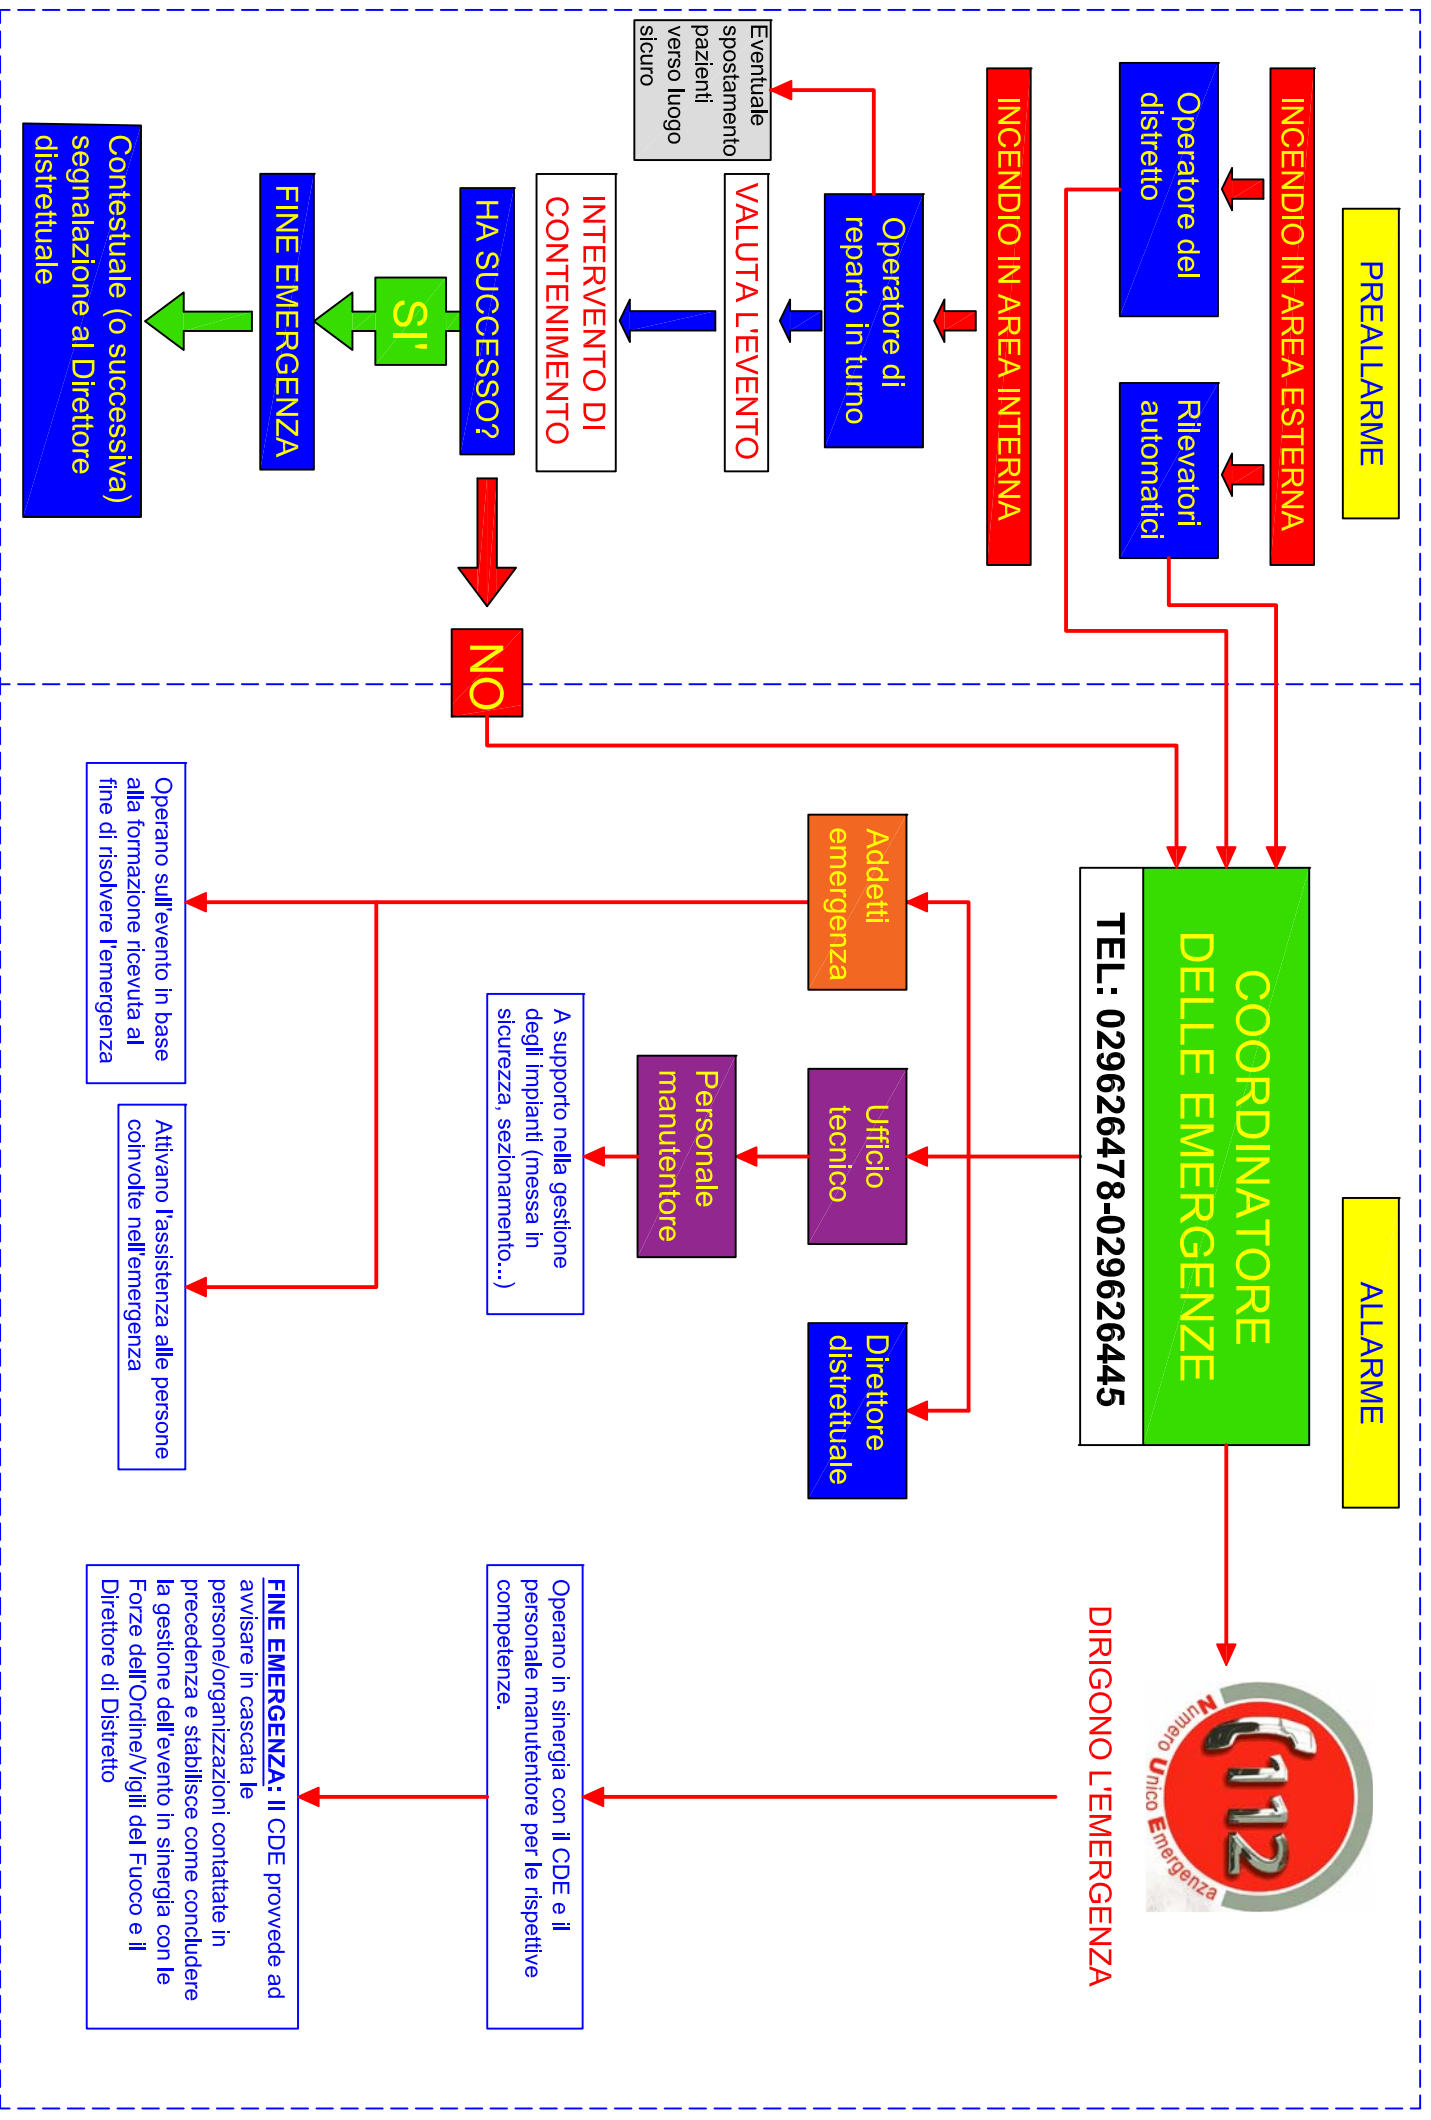 PREALLARME
INCENDIO IN AREA ESTERNA
Operatore del
distretto
Rilevatori
automatici
INCENDIO IN AREA INTERNA
Operatore di
reparto in turno
Eventuale
spostamento
pazienti
verso luogo
sicuro
VALUTA L'EVENTO
INTERVENTO DI
CONTENIMENTO
HA SUCCESSO?
SI'
NO
FINE EMERGENZA
Contestuale (o successiva)
segnalazione al Direttore
distrettuale
ALLARME
COORDINATORE
DELLE EMERGENZE
TEL: 029626478-029626445
Addetti
emergenza
Ufficio
tecnico
Direttore
distrettuale
Personale
manutentore
A supporto nella gestione
degli impianti (messa in
sicurezza, sezionamento...)
Operano sull'evento in base
alla formazione ricevuta al
fine di risolvere l'emergenza
Attivano l'assistenza alle persone
coinvolte nell'emergenza
112
Numero Unico Emergenza
DIRIGONO L'EMERGENZA
Operano in sinergia con il CDE e il
personale manutentore per le rispettive
competenze.
FINE EMERGENZA: Il CDE provvede ad
avvisare in cascata le
persone/organizzazioni contattate in
precedenza e stabilisce come concludere
la gestione dell'evento in sinergia con le
Forze dell'Ordine/Vigili del Fuoco e il
Direttore di Distretto